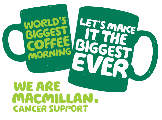 WORLD'S
BIGGEST
COFFEE
MORNING
LET'S MAKE
IT THE
BIGGEST
EVER
WE ARE
MACMILLAN.
CANCER SUPPORT